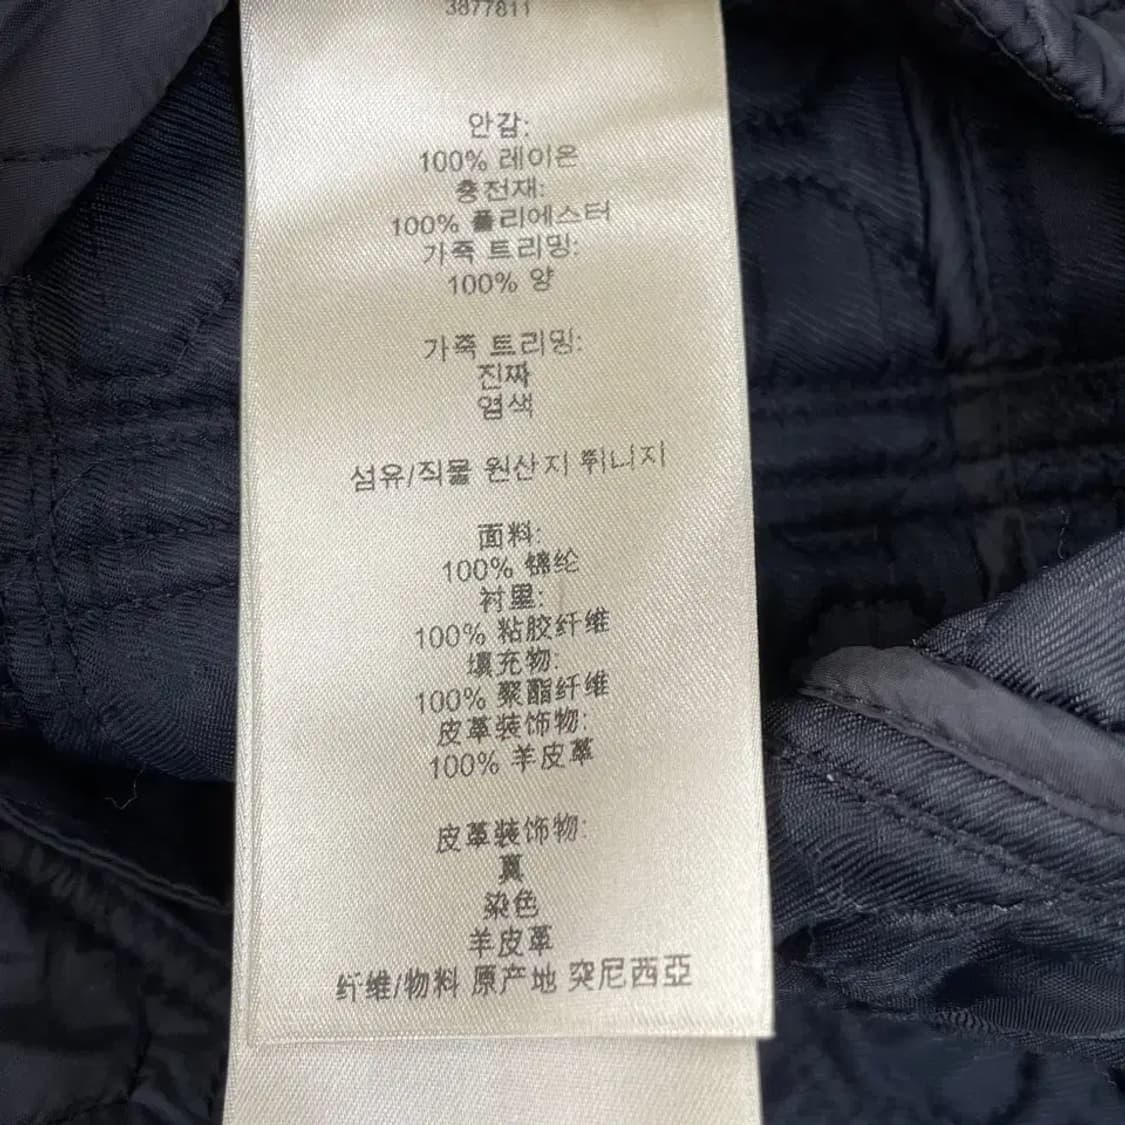 3877811
안감:
100% 레이온
충전재:
100% 폴리에스터
가죽 트리밍:
100% 양
가죽 트리밍:
진짜
염색
섬유/직물 원산지 튀니지
面料:
100% 锦纶
衬里:
100% 粘胶纤维
填充物:
100% 聚酯纤维
皮革装饰物:
100% 羊皮革
皮革装饰物:
真
染色
羊皮革
纤维/物料 原产地 突尼西亞